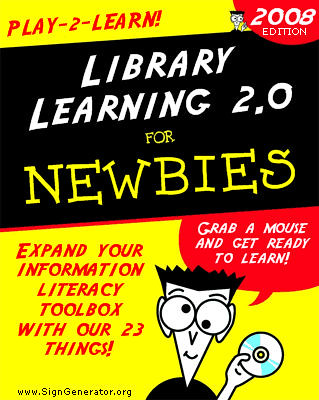 PLAY-2-LEARN!
2008
EDITION
LIBRARY
LEARNING 2.0
FOR
NEWBIES
GRAB A MOUSE
AND GET READY
TO LEARN!
EXPAND YOUR
INFORMATION
LITERACY
TOOLBOX
WITH OUR 23
THINGS!
www.SignGenerator.org